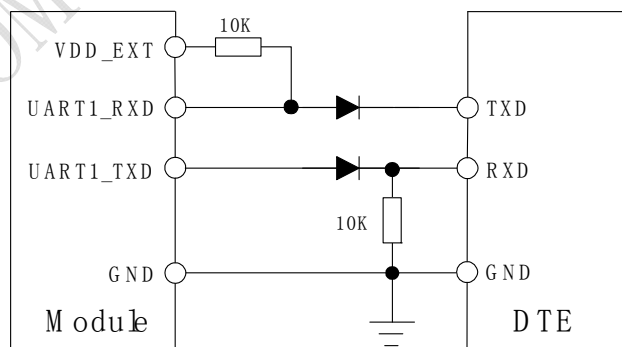 10K
VDD_EXT
UART1_RXD
TXD
UART1_TXD
RXD
10K
GND
GND
Module
DTE